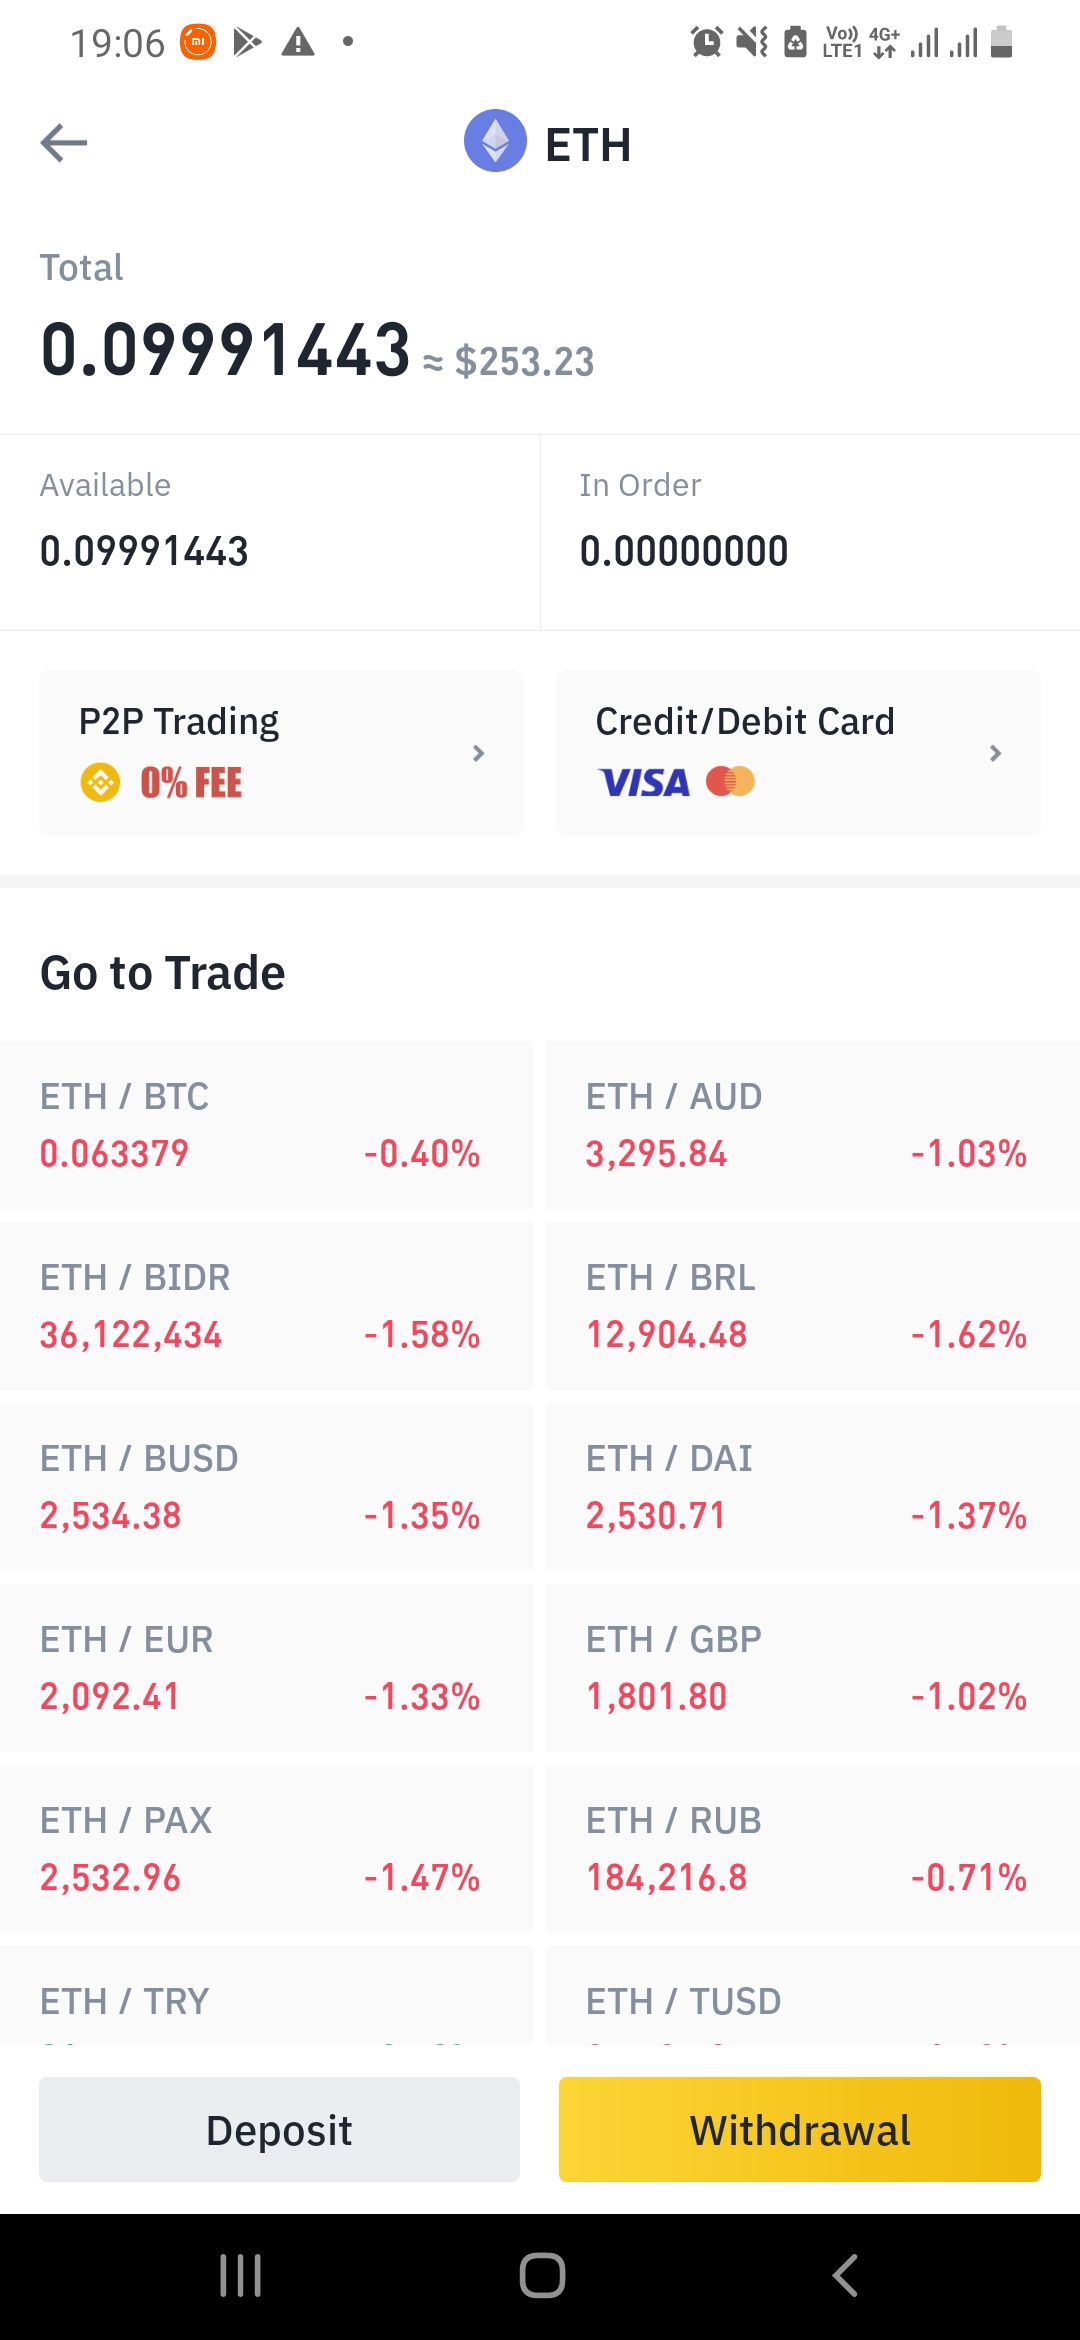 19:06
Vo)) LTE1 4G+
ETH
Total
0.09991443 ≈ $253.23
Available
0.09991443
In Order
0.00000000
P2P Trading
0% FEE
Credit/Debit Card
VISA
Go to Trade
ETH / BTC
0.063379 -0.40%
ETH / AUD
3,295.84 -1.03%
ETH / BIDR
36,122,434 -1.58%
ETH / BRL
12,904.48 -1.62%
ETH / BUSD
2,534.38 -1.35%
ETH / DAI
2,530.71 -1.37%
ETH / EUR
2,092.41 -1.33%
ETH / GBP
1,801.80 -1.02%
ETH / PAX
2,532.96 -1.47%
ETH / RUB
184,216.8 -0.71%
ETH / TRY
ETH / TUSD
Deposit
Withdrawal